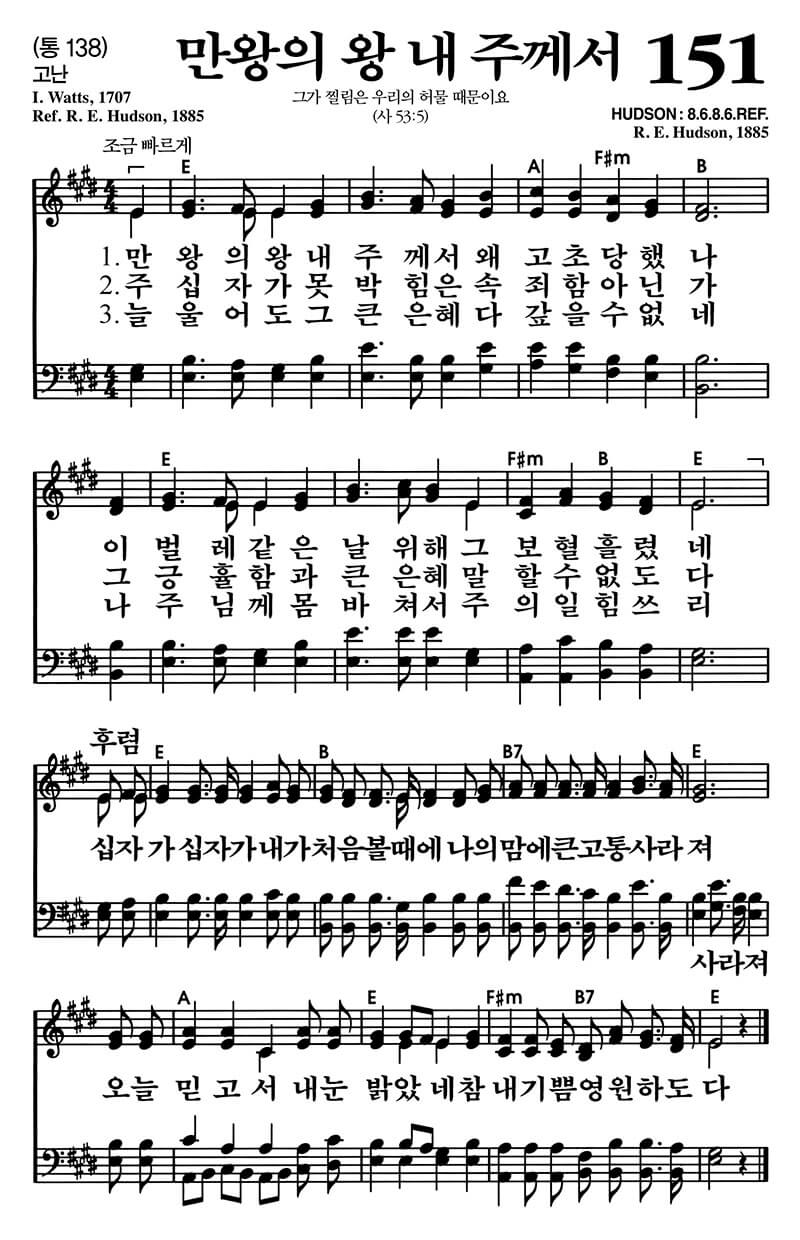 (통 138)
고난
만왕의 왕 내 주께서 151
I. Watts, 1707
Ref. R. E. Hudson, 1885
그가 찔림은 우리의 허물 때문이요
(사 53:5)
HUDSON : 8.6.8.6.REF.
R. E. Hudson, 1885
조금 빠르게
E A F#m B
1. 만 왕 의 왕 내 주 께 서 왜 고 초 당 했 나
2. 주 십 자 가 못 박 힘 은 속 죄 함 아 닌 가
3. 늘 울 어 도 그 큰 은 혜 다 갚 을 수 없 네
E F#m B E
이 벌 레 같 은 날 위 해 그 보 혈 흘 렸 네
그 긍 휼 함 과 큰 은 혜 말 할 수 없 도 다
나 주 님 께 몸 바 쳐 서 주 의 일 힘 쓰 리
후렴
E B B7 E
십자 가 십자가 내가 처음 볼때에 나의 맘에 큰고통 사라 져
사라져
A E F#m B7 E
오늘 믿 고 서 내눈 밝았 네 참 내기쁨 영원하도 다